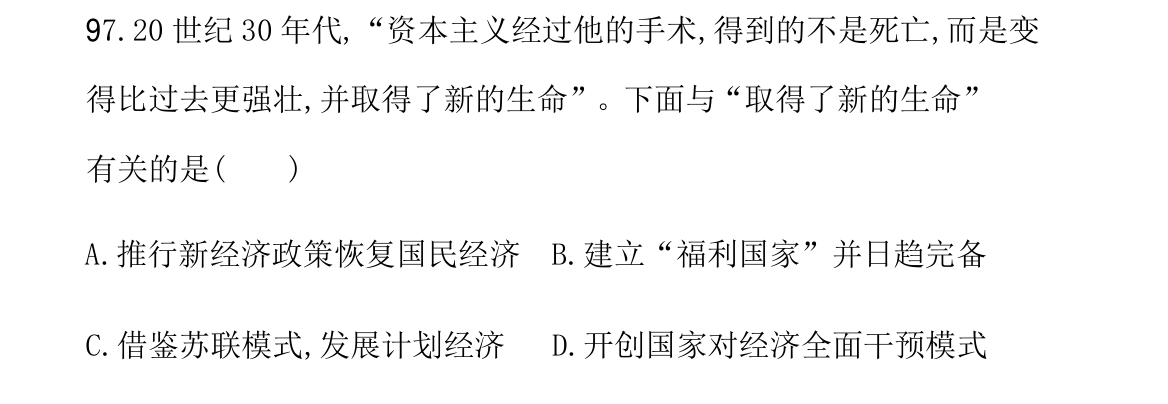 97.20 世纪 30 年代,“资本主义经过他的手术,得到的不是死亡,而是变
得比过去更强壮,并取得了新的生命”。下面与“取得了新的生命”
有关的是(  )
A.推行新经济政策恢复国民经济 B.建立“福利国家”并日趋完备
C.借鉴苏联模式,发展计划经济 D.开创国家对经济全面干预模式